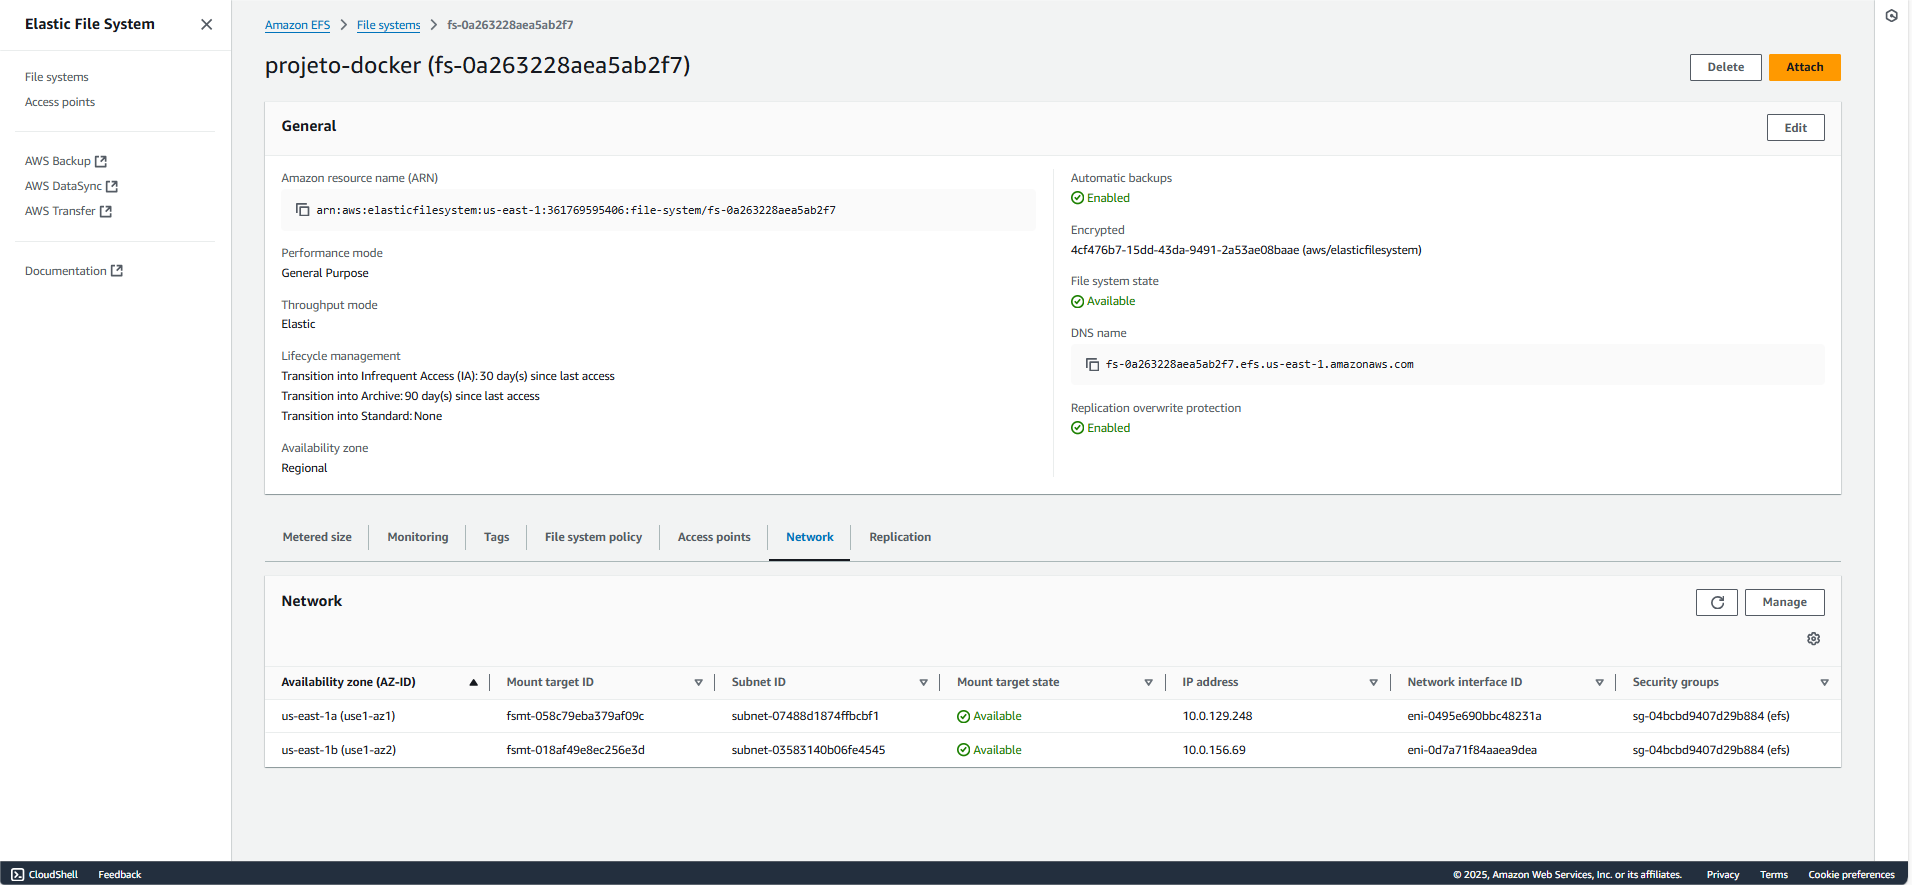 Elastic File System
File systems
Access points
AWS Backup
AWS DataSync
AWS Transfer
Documentation
Amazon EFS
File systems
fs-0a263228aea5ab2f7
projeto-docker (fs-0a263228aea5ab2f7)
Delete
Attach
General
Edit
Amazon resource name (ARN)
arn:aws:elasticfilesystem:us-east-1:361769595406:file-system/fs-0a263228aea5ab2f7
Performance mode
General Purpose
Throughput mode
Elastic
Lifecycle management
Transition into Infrequent Access (IA): 30 day(s) since last access
Transition into Archive: 90 day(s) since last access
Transition into Standard: None
Availability zone
Regional
Automatic backups
Enabled
Encrypted
4cf476b7-15dd-43da-9491-2a53ae08baae (aws/elasticfilesystem)
File system state
Available
DNS name
fs-0a263228aea5ab2f7.efs.us-east-1.amazonaws.com
Replication overwrite protection
Enabled
Metered size
Monitoring
Tags
File system policy
Access points
Network
Replication
Network
Manage
Availability zone (AZ-ID) Mount target ID Subnet ID Mount target state IP address Network interface ID Security groups
us-east-1a (use1-az1) fsmt-058c79eba379af09c subnet-07488d1874ffbcbf1 Available 10.0.129.248 eni-0495e690bbc48231a sg-04bcbd9407d29b884 (efs)
us-east-1b (use1-az2) fsmt-018af49e8ec256e3d subnet-03583140b06fe4545 Available 10.0.156.69 eni-0d7a71f84aaea9dea sg-04bcbd9407d29b884 (efs)
CloudShell
Feedback
© 2025, Amazon Web Services, Inc. or its affiliates.
Privacy
Terms
Cookie preferences